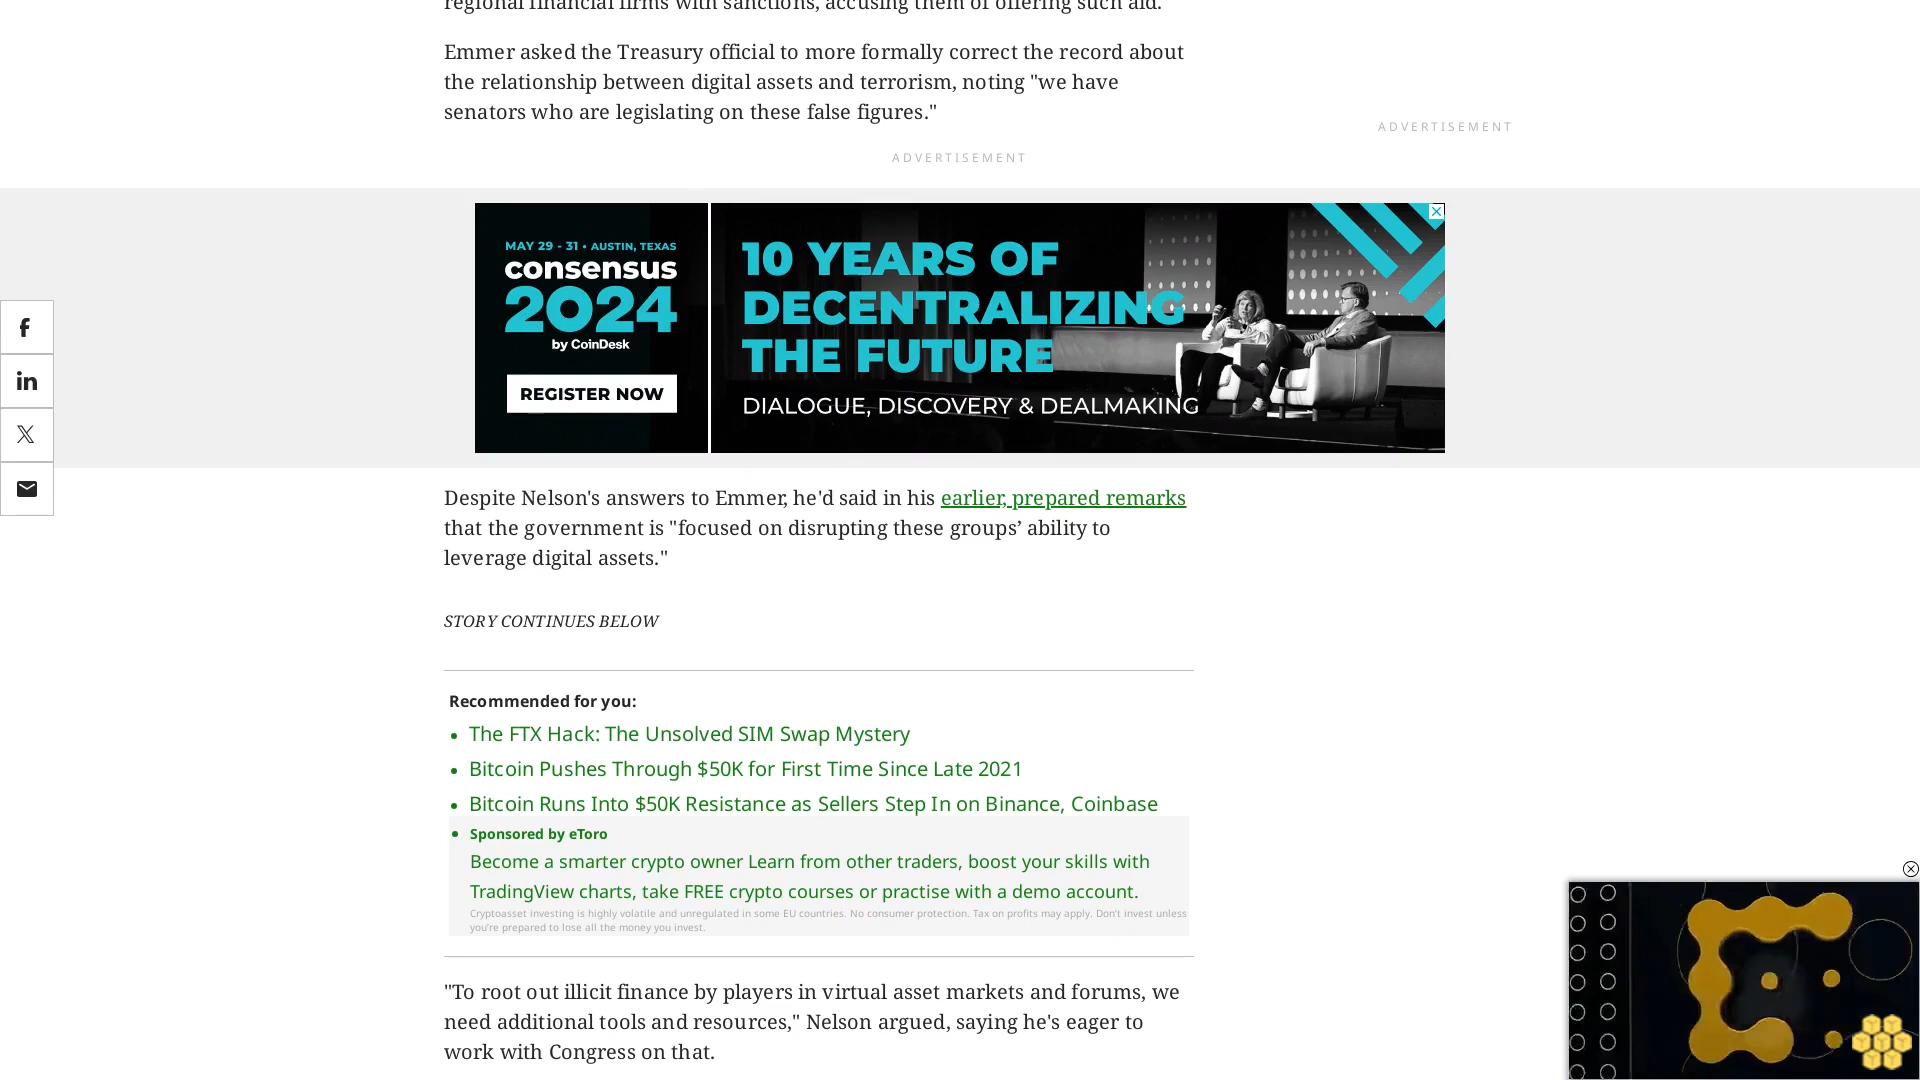 regional financial firms with sanctions, accusing them of offering such aid.
Emmer asked the Treasury official to more formally correct the record about
the relationship between digital assets and terrorism, noting "we have
senators who are legislating on these false figures."
ADVERTISEMENT
ADVERTISEMENT
MAY 29 - 31 • AUSTIN, TEXAS
consensus
2024
by CoinDesk
REGISTER NOW
10 YEARS OF
DECENTRALIZING
THE FUTURE
DIALOGUE, DISCOVERY & DEALMAKING
Despite Nelson's answers to Emmer, he'd said in his earlier, prepared remarks
that the government is "focused on disrupting these groups’ ability to
leverage digital assets."
STORY CONTINUES BELOW
Recommended for you:
• The FTX Hack: The Unsolved SIM Swap Mystery
• Bitcoin Pushes Through $50K for First Time Since Late 2021
• Bitcoin Runs Into $50K Resistance as Sellers Step In on Binance, Coinbase
• Sponsored by eToro
Become a smarter crypto owner Learn from other traders, boost your skills with
TradingView charts, take FREE crypto courses or practise with a demo account.
Cryptoasset investing is highly volatile and unregulated in some EU countries. No consumer protection. Tax on profits may apply. Don't invest unless
you're prepared to lose all the money you invest.
"To root out illicit finance by players in virtual asset markets and forums, we
need additional tools and resources," Nelson argued, saying he's eager to
work with Congress on that.